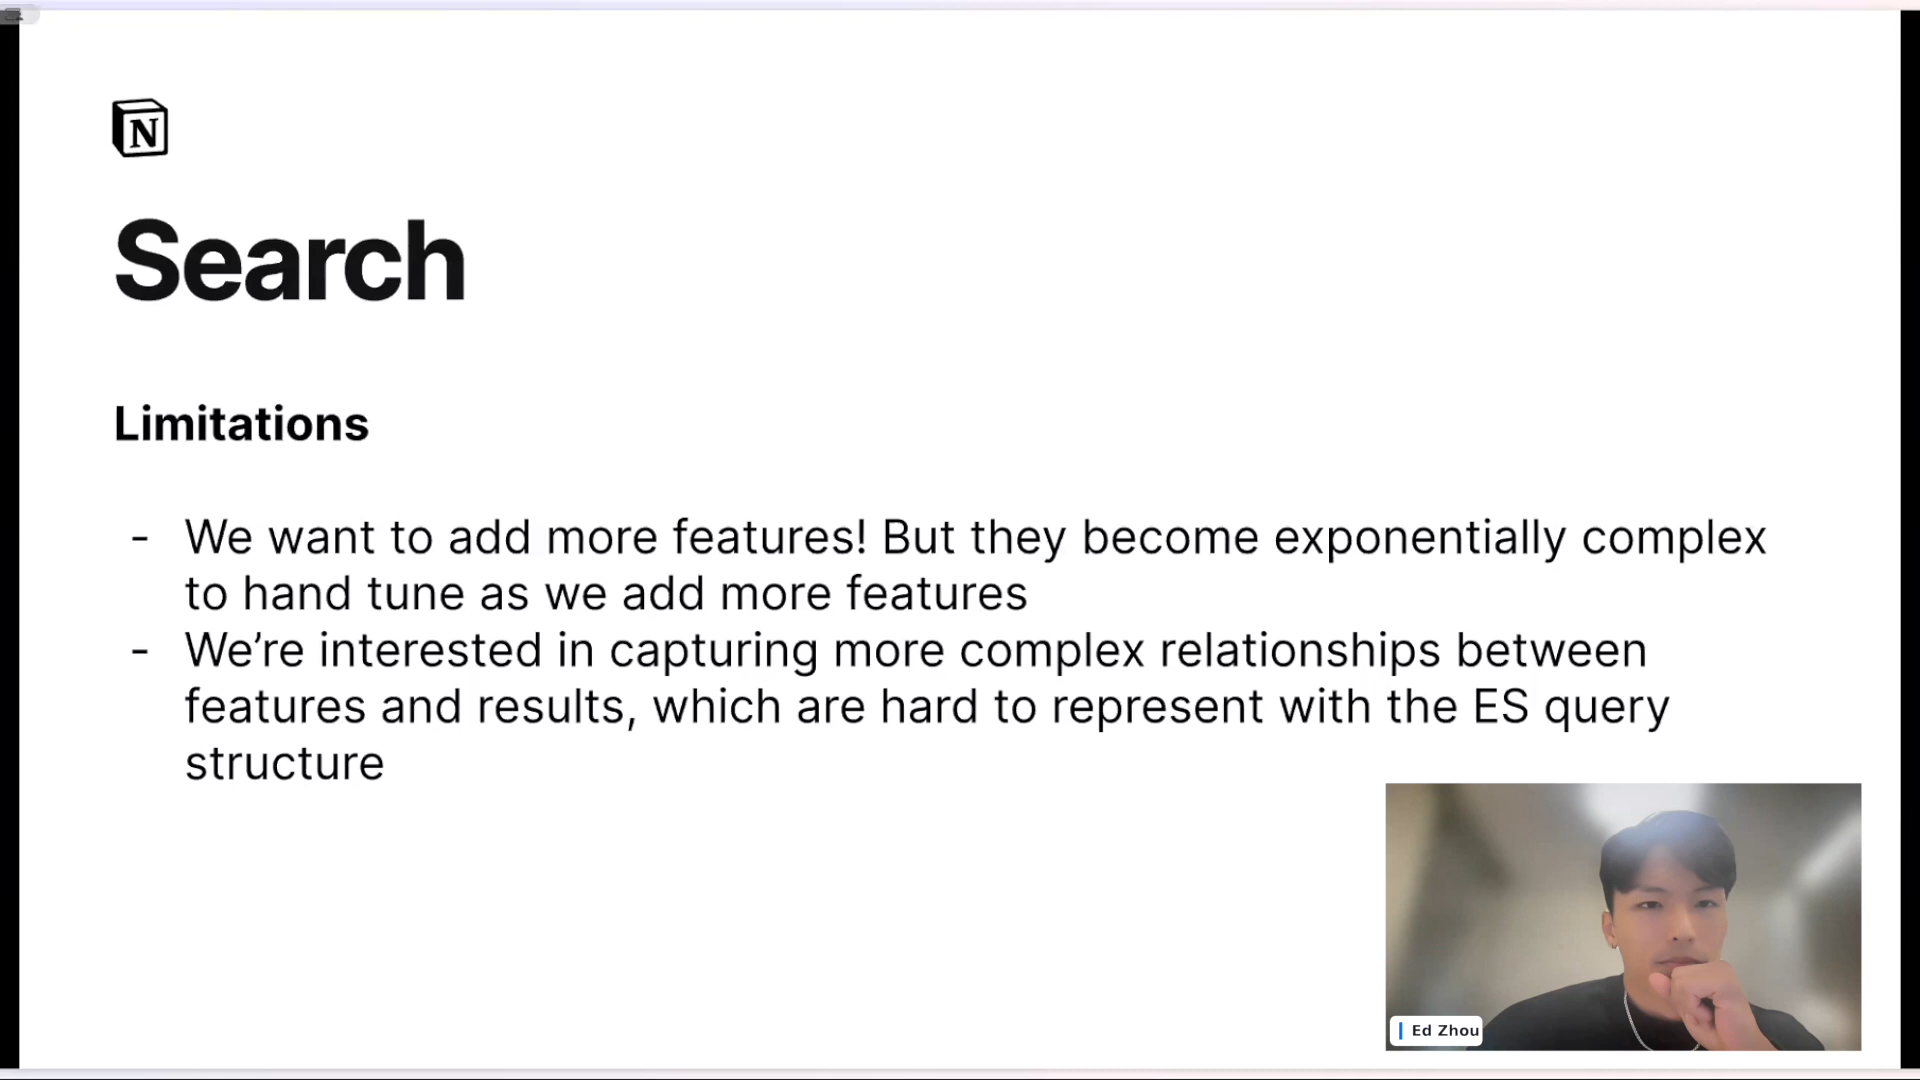 N
Search
Limitations
- We want to add more features! But they become exponentially complex
to hand tune as we add more features
- We’re interested in capturing more complex relationships between
features and results, which are hard to represent with the ES query
structure
Ed Zhou